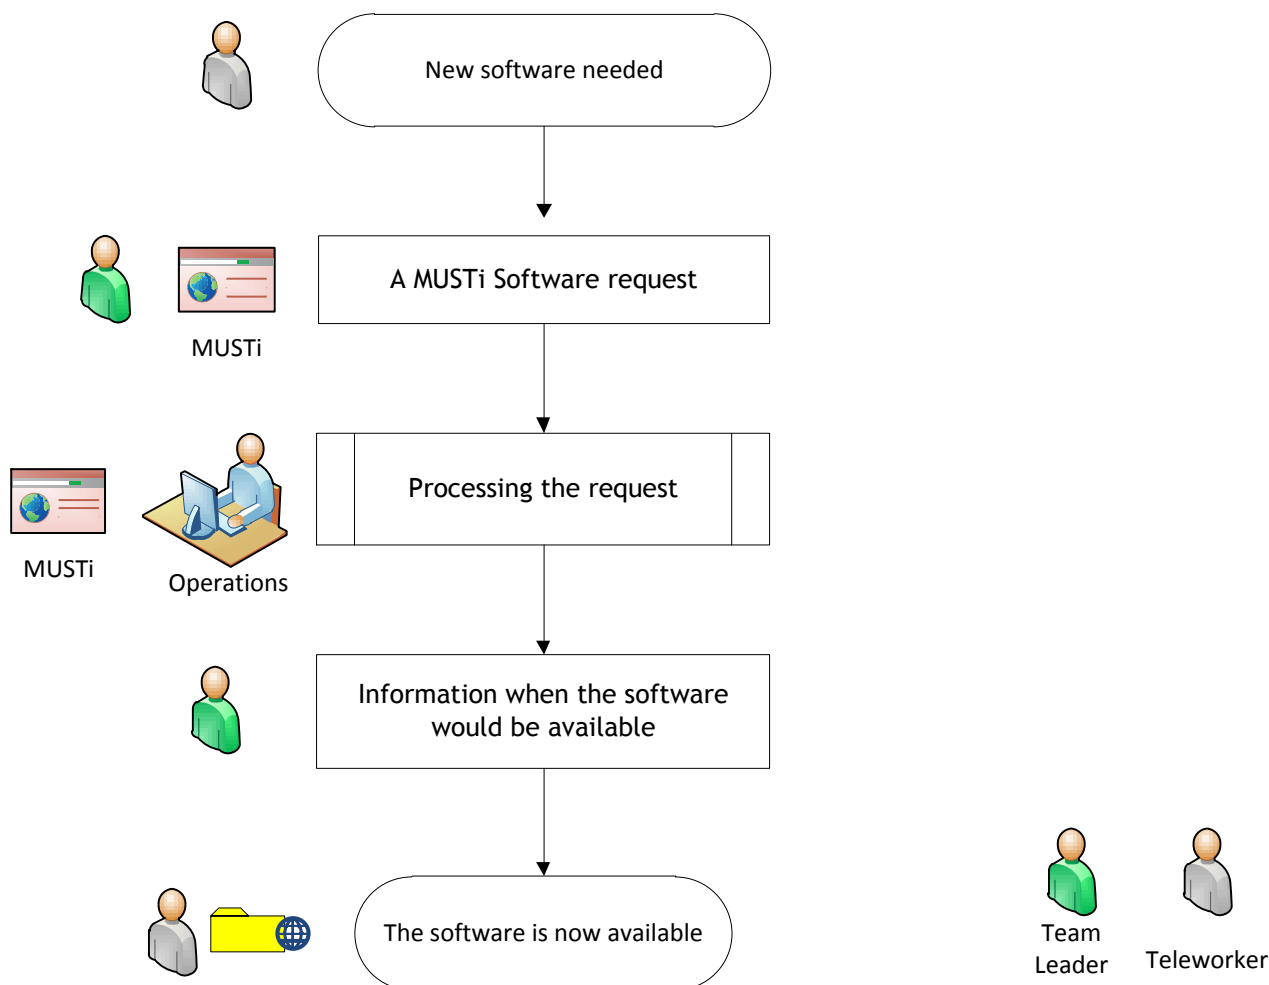 New software needed
A MUSTi Software request
MUSTi
Processing the request
MUSTi
Operations
Information when the software
would be available
The software is now available
Team
Leader
Teleworker